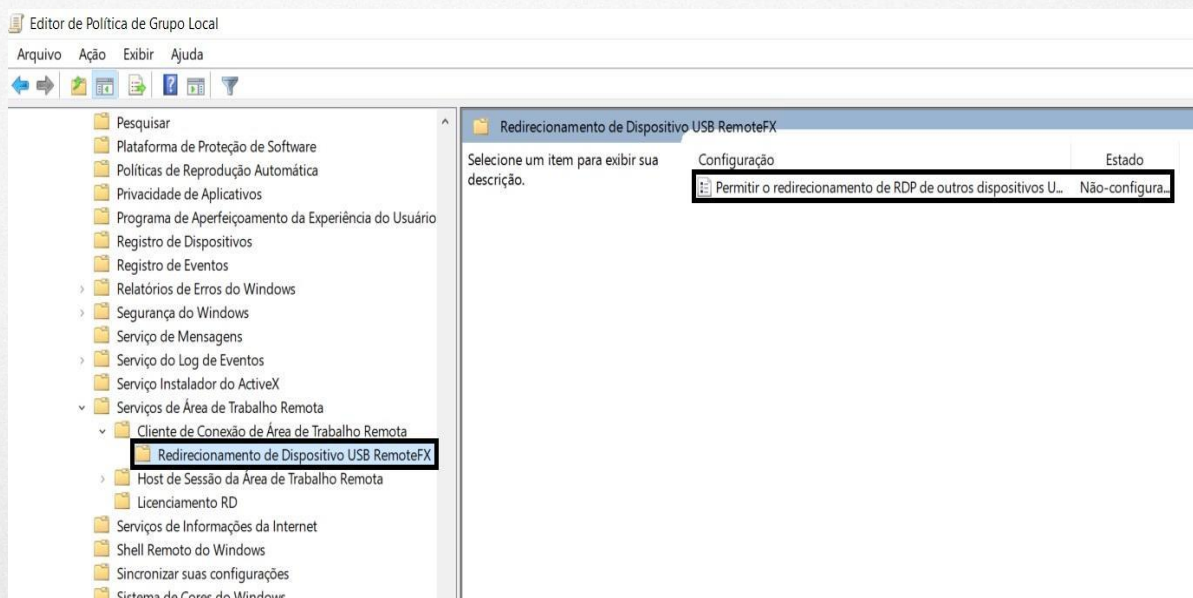 Editor de Política de Grupo Local
Arquivo Ação Exibir Ajuda
Pesquisar
Plataforma de Proteção de Software
Políticas de Reprodução Automática
Privacidade de Aplicativos
Programa de Aperfeiçoamento da Experiência do Usuário
Registro de Dispositivos
Registro de Eventos
Relatórios de Erros do Windows
Segurança do Windows
Serviço de Mensagens
Serviço do Log de Eventos
Serviço Instalador do ActiveX
Serviços de Área de Trabalho Remota
Cliente de Conexão de Área de Trabalho Remota
Redirecionamento de Dispositivo USB RemoteFX
Host de Sessão da Área de Trabalho Remota
Licenciamento RD
Serviços de Informações da Internet
Shell Remoto do Windows
Sincronizar suas configurações
Sistema de Cores do Windows
Redirecionamento de Dispositivo USB RemoteFX
Selecione um item para exibir sua
descrição.
Configuração Estado
Permitir o redirecionamento de RDP de outros dispositivos U... Não-configura...